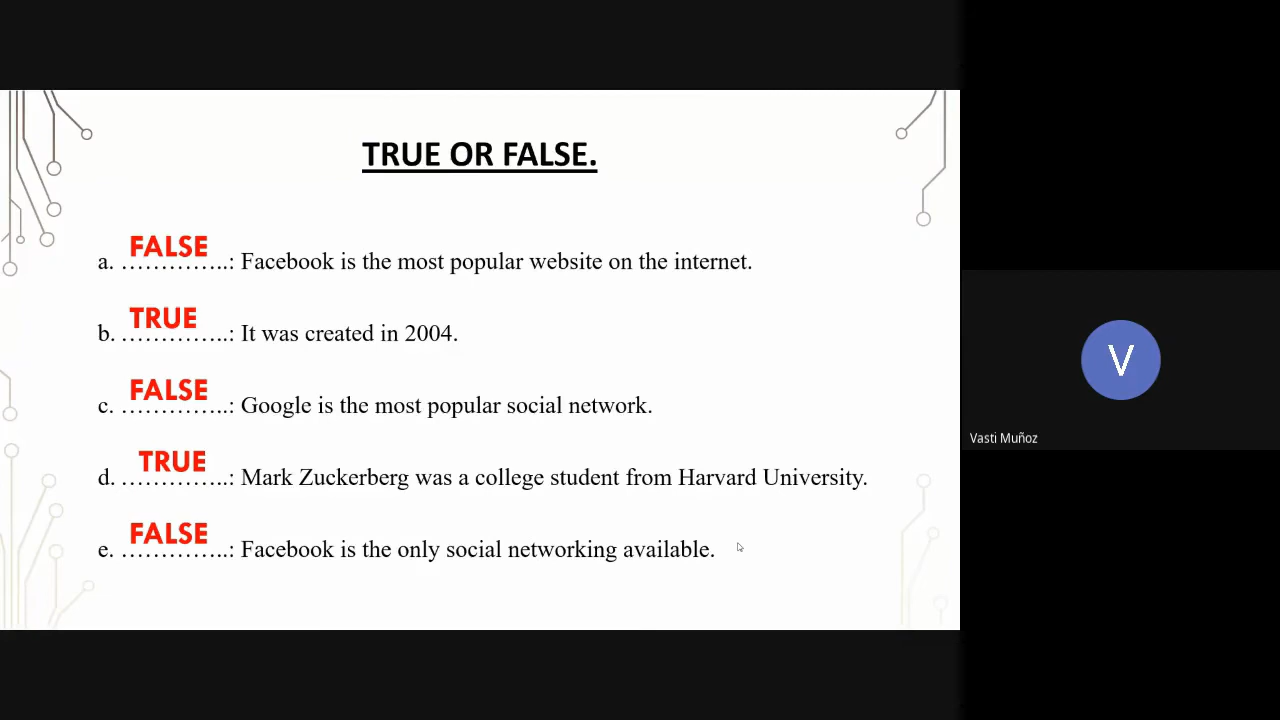 TRUE OR FALSE.
FALSE
a. …………..: Facebook is the most popular website on the internet.
TRUE
b. …………..: It was created in 2004.
FALSE
c. …………..: Google is the most popular social network.
TRUE
d. …………..: Mark Zuckerberg was a college student from Harvard University.
FALSE
e. …………..: Facebook is the only social networking available.
V
Vasti Muñoz